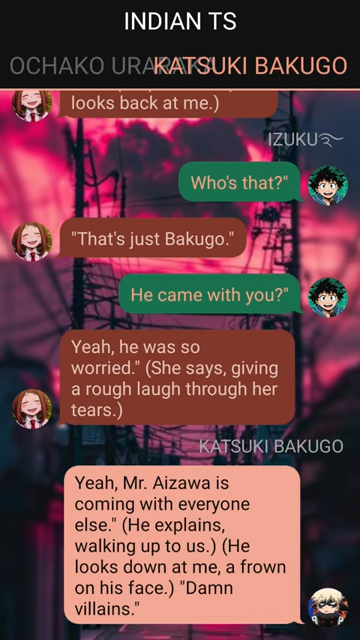 INDIAN TS
OCHAKO URARAKA
KATSUKI BAKUGO
looks back at me.)
IZUKU
Who's that?"
"That's just Bakugo."
He came with you?"
Yeah, he was so
worried." (She says, giving
a rough laugh through her
tears.)
KATSUKI BAKUGO
Yeah, Mr. Aizawa is
coming with everyone
else." (He explains,
walking up to us.) (He
looks down at me, a frown
on his face.) "Damn
villains."